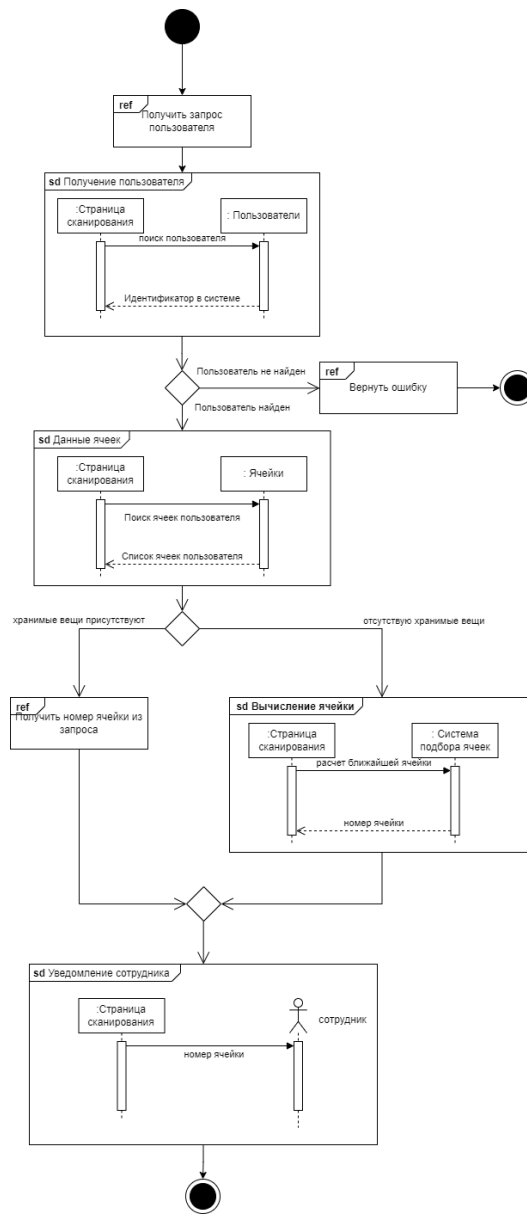 ref
Получить запрос
пользователя
sd Получение пользователя
:Страница
сканирования
: Пользователи
поиск пользователя
Идентификатор в системе
Пользователь не найден
ref
Вернуть ошибку
Пользователь найден
sd Данные ячеек
:Страница
сканирования
: Ячейки
Поиск ячеек пользователя
Список ячеек пользователя
хранимые вещи присутствуют
отсутствую хранимые вещи
ref
Получить номер ячейки из
запроса
sd Вычисление ячейки
:Страница
сканирования
: Система
подбора ячеек
расчет ближайшей ячейки
номер ячейки
sd Уведомление сотрудника
:Страница
сканирования
сотрудник
номер ячейки